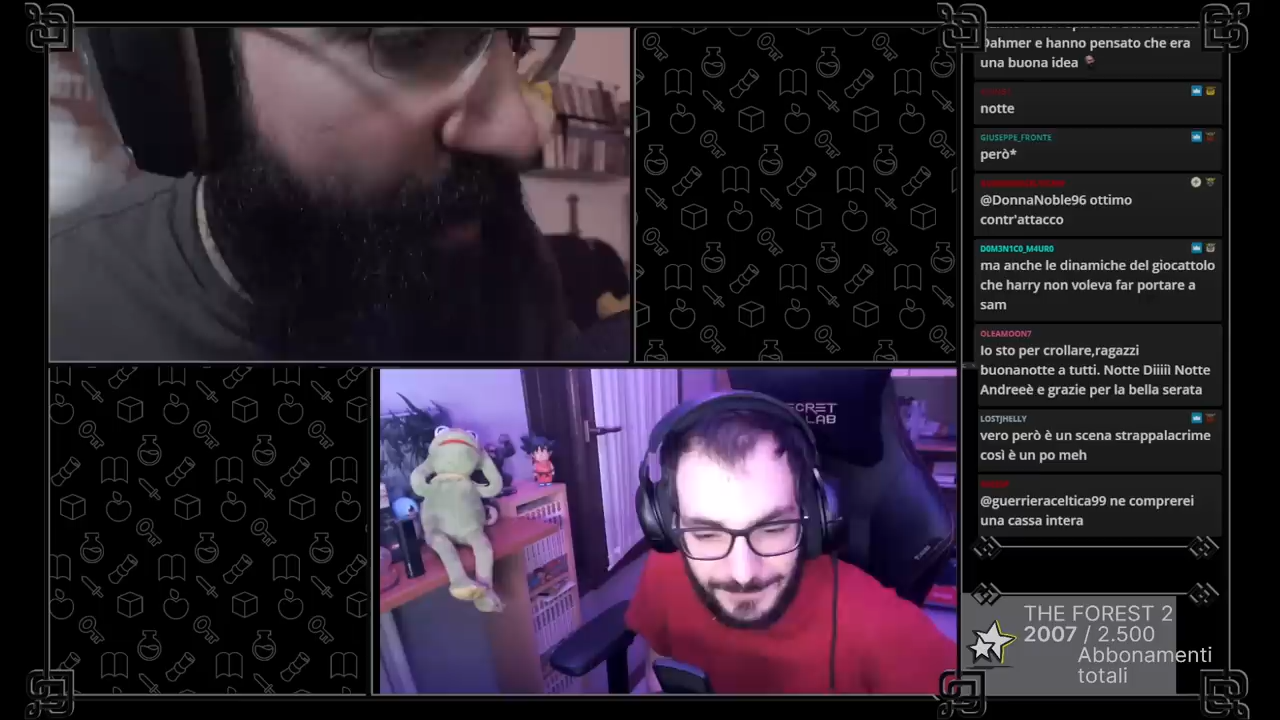 Dahmer e hanno pensato che era
una buona idea
notte
GIUSEPPE_FRONTE
però*
@DonnaNoble96 ottimo
contr'attacco
D0M3N1C0_M4UR0
ma anche le dinamiche del giocattolo
che harry non voleva far portare a
sam
OLEAMOON7
Io sto per crollare,ragazzi
buonanotte a tutti. Notte Diiiiì Notte
Andreeè e grazie per la bella serata
LOSTJHELLY
vero però è un scena strappalacrime
così è un po meh
@guerrieraceltica99 ne comprerei
una cassa intera
THE FOREST 2
2007 / 2.500
Abbonamenti
totali